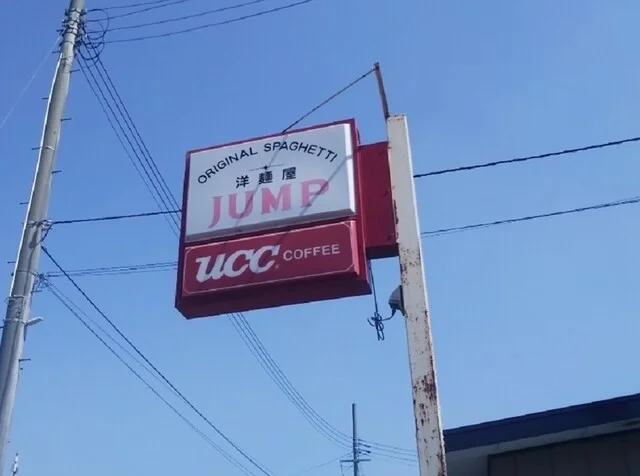 ORIGINAL SPAGHETTI
洋麺屋
JUMP
UCC COFFEE